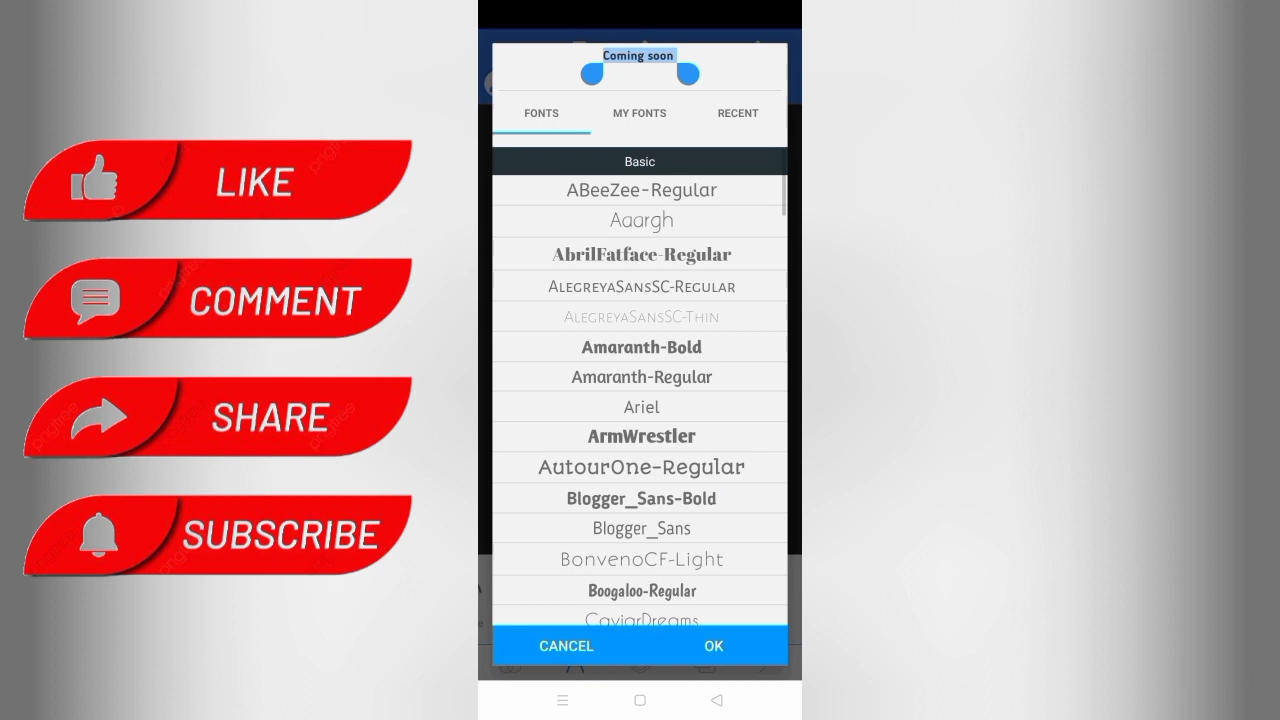 LIKE
COMMENT
SHARE
SUBSCRIBE
Coming soon
FONTS
MY FONTS
RECENT
Basic
ABeeZee-Regular
Aaargh
AbrilFatface-Regular
AlegreyaSansSC-Regular
AlegreyaSansSC-Thin
Amaranth-Bold
Amaranth-Regular
Ariel
ArmWrestler
AutourOne-Regular
Blogger_Sans-Bold
Blogger_Sans
BonvenoCF-Light
Boogaloo-Regular
CaviarDreams
CANCEL
OK